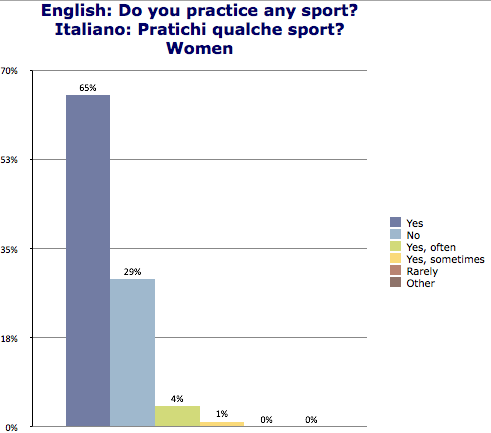 English: Do you practice any sport?
Italiano: Pratichi qualche sport?
Women
70%
53%
35%
18%
0%
65%
29%
4%
1%
0%
0%
Yes
No
Yes, often
Yes, sometimes
Rarely
Other